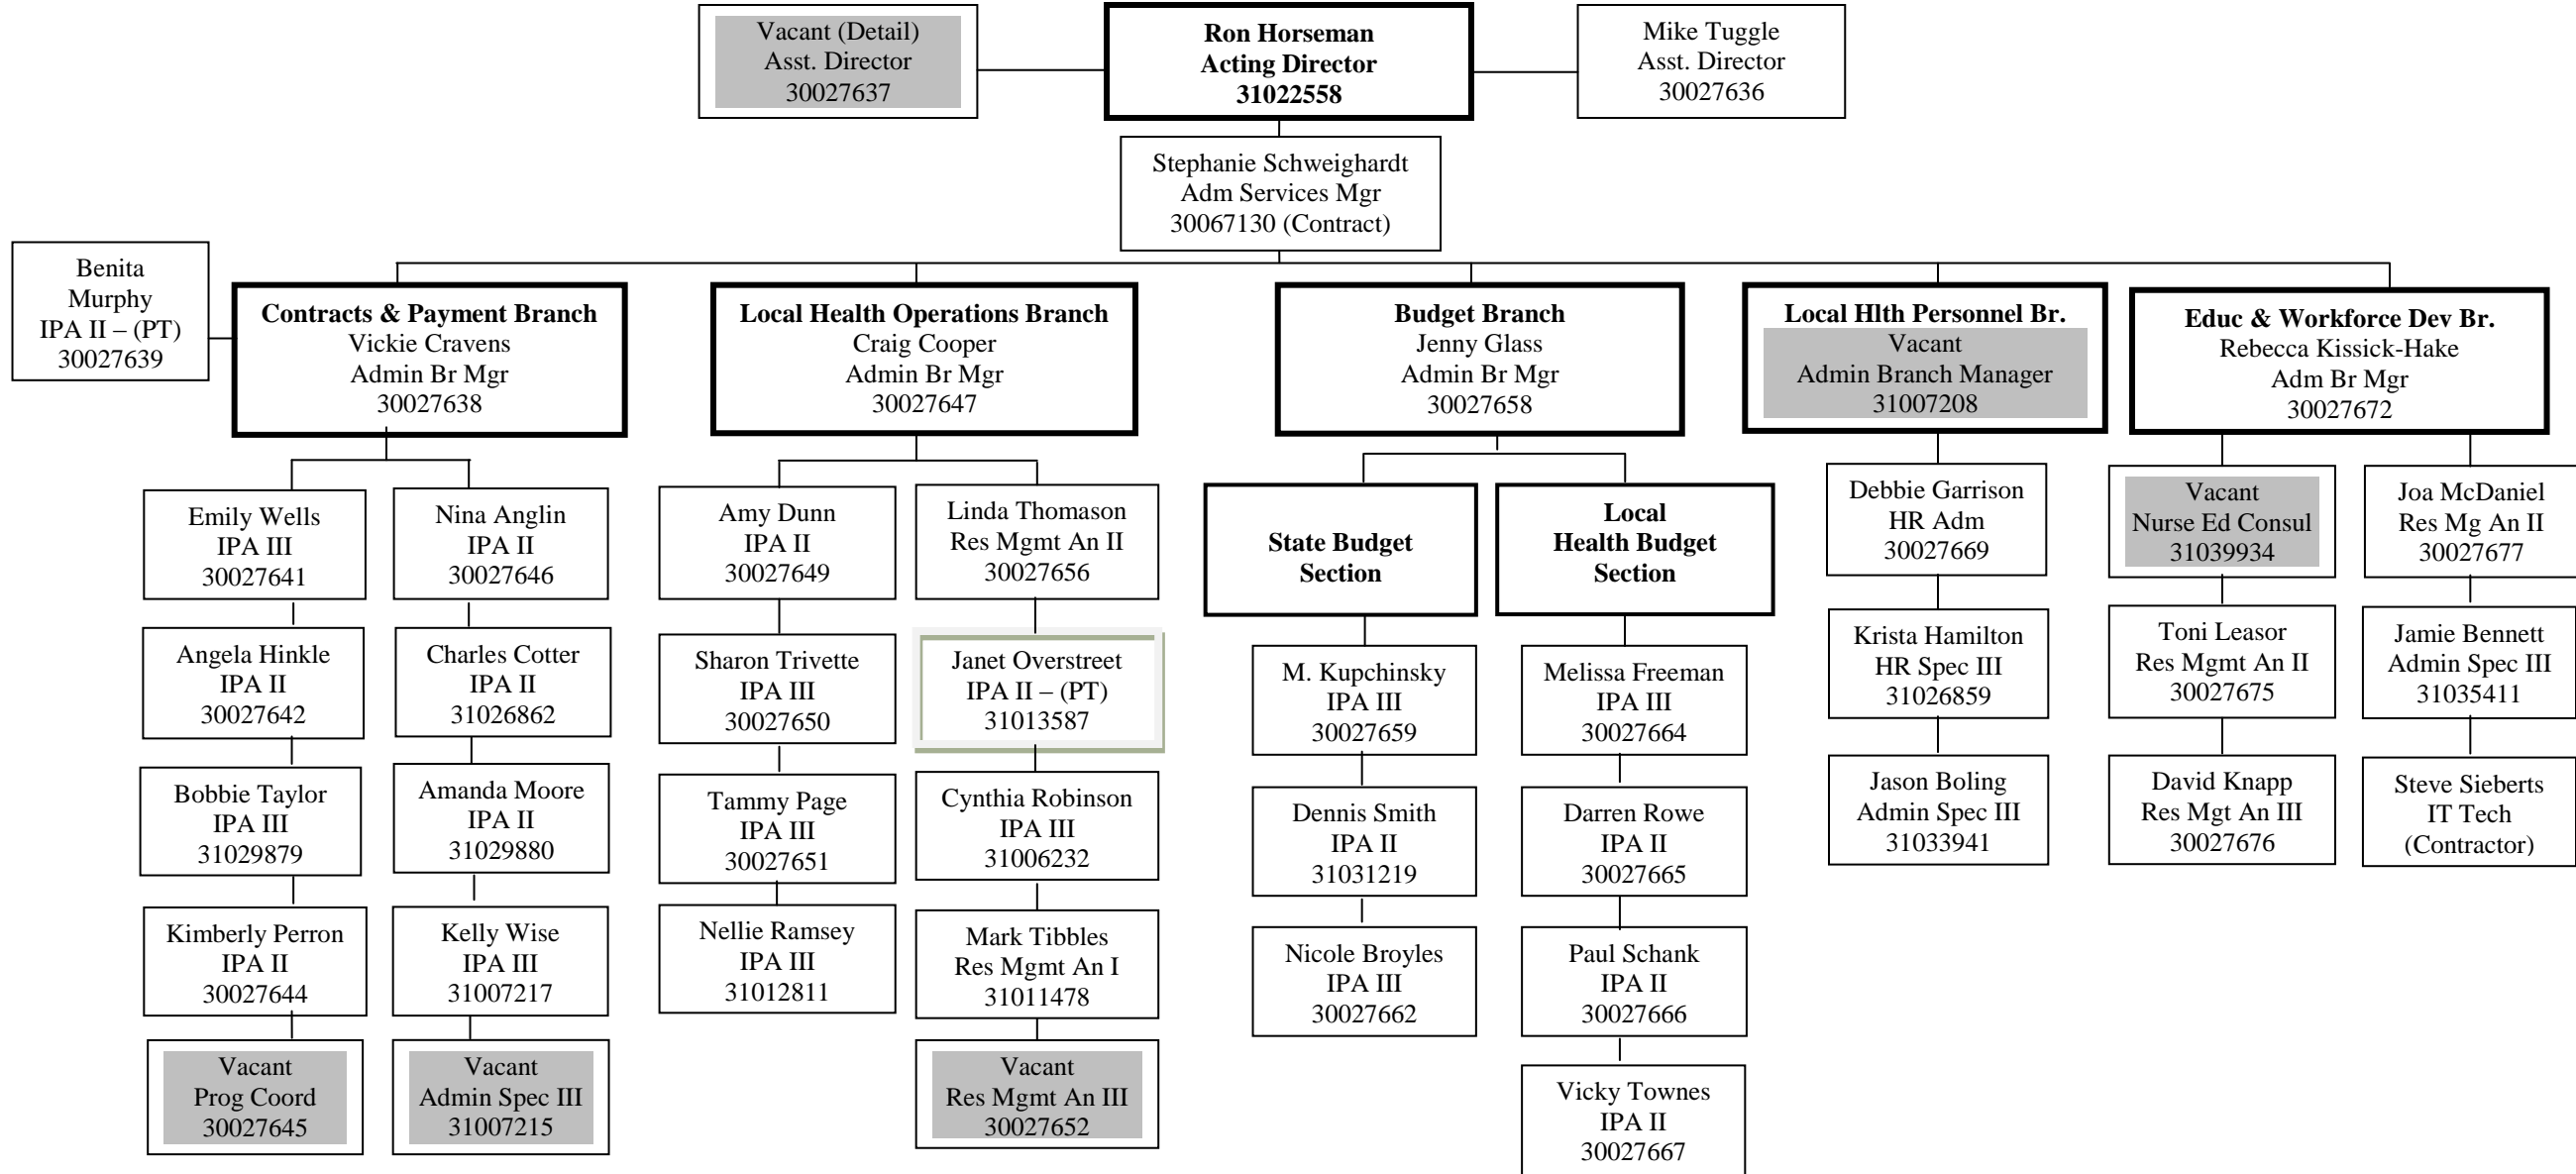 Vacant (Detail)
Asst. Director
30027637
Ron Horseman
Acting Director
31022558
Mike Tuggle
Asst. Director
30027636
Stephanie Schweighardt
Adm Services Mgr
30067130 (Contract)
Benita
Murphy
IPA II – (PT)
30027639
Contracts & Payment Branch
Vickie Cravens
Admin Br Mgr
30027638
Local Health Operations Branch
Craig Cooper
Admin Br Mgr
30027647
Budget Branch
Jenny Glass
Admin Br Mgr
30027658
Local Hlth Personnel Br.
Vacant
Admin Branch Manager
31007208
Educ & Workforce Dev Br.
Rebecca Kissick-Hake
Adm Br Mgr
30027672
Emily Wells
IPA III
30027641
Angela Hinkle
IPA II
30027642
Bobbie Taylor
IPA III
31029879
Kimberly Perron
IPA II
30027644
Vacant
Prog Coord
30027645
Nina Anglin
IPA II
30027646
Charles Cotter
IPA II
31026862
Amanda Moore
IPA II
31029880
Kelly Wise
IPA III
31007217
Vacant
Admin Spec III
31007215
Amy Dunn
IPA II
30027649
Sharon Trivette
IPA III
30027650
Tammy Page
IPA III
30027651
Nellie Ramsey
IPA III
31012811
Linda Thomason
Res Mgmt An II
30027656
Janet Overstreet
IPA II – (PT)
31013587
Cynthia Robinson
IPA III
31006232
Mark Tibbles
Res Mgmt An I
31011478
Vacant
Res Mgmt An III
30027652
State Budget
Section
M. Kupchinsky
IPA III
30027659
Dennis Smith
IPA II
31031219
Nicole Broyles
IPA III
30027662
Local
Health Budget
Section
Melissa Freeman
IPA III
30027664
Darren Rowe
IPA II
30027665
Paul Schank
IPA II
30027666
Vicky Townes
IPA II
30027667
Debbie Garrison
HR Adm
30027669
Krista Hamilton
HR Spec III
31026859
Jason Boling
Admin Spec III
31033941
Vacant
Nurse Ed Consul
31039934
Toni Leasor
Res Mgmt An II
30027675
David Knapp
Res Mgt An III
30027676
Joa McDaniel
Res Mg An II
30027677
Jamie Bennett
Admin Spec III
31035411
Steve Sieberts
IT Tech
(Contractor)